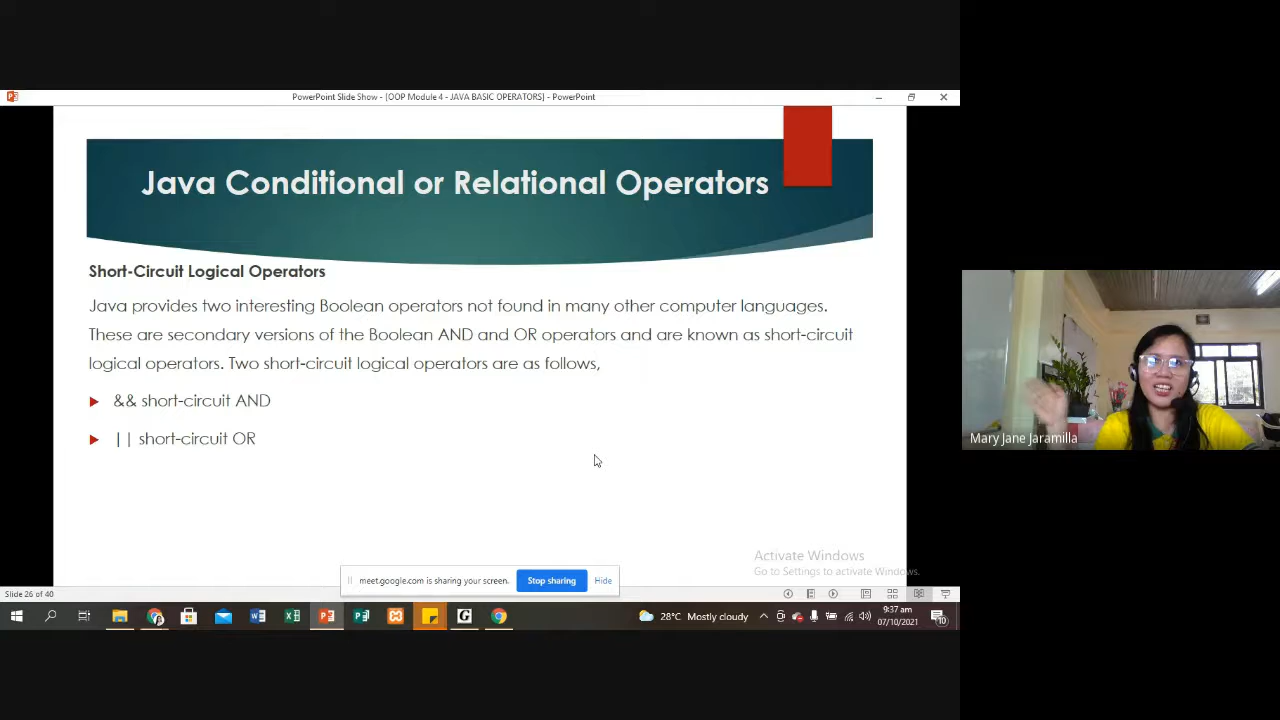 PowerPoint Slide Show - [OOP Module 4 - JAVA BASIC OPERATORS] - PowerPoint
Java Conditional or Relational Operators
Short-Circuit Logical Operators
Java provides two interesting Boolean operators not found in many other computer languages.
These are secondary versions of the Boolean AND and OR operators and are known as short-circuit
logical operators. Two short-circuit logical operators are as follows,
&& short-circuit AND
|| short-circuit OR
Mary Jane Jaramilla
Activate Windows
Go to Settings to activate Windows.
meet.google.com is sharing your screen.
Stop sharing
Hide
Slide 26 of 40
28°C Mostly cloudy
9:37 am
07/10/2021
10